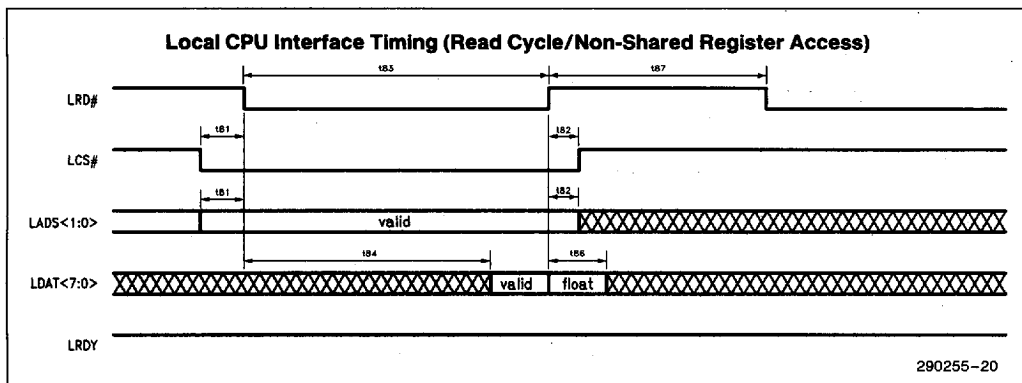 Local CPU Interface Timing (Read Cycle/Non-Shared Register Access)
t83
t87
LRD#
t81
t82
LCS#
t81
t82
LADS<1:0>
valid
t84
t86
LDAT<7:0>
valid
float
LRDY
290255-20